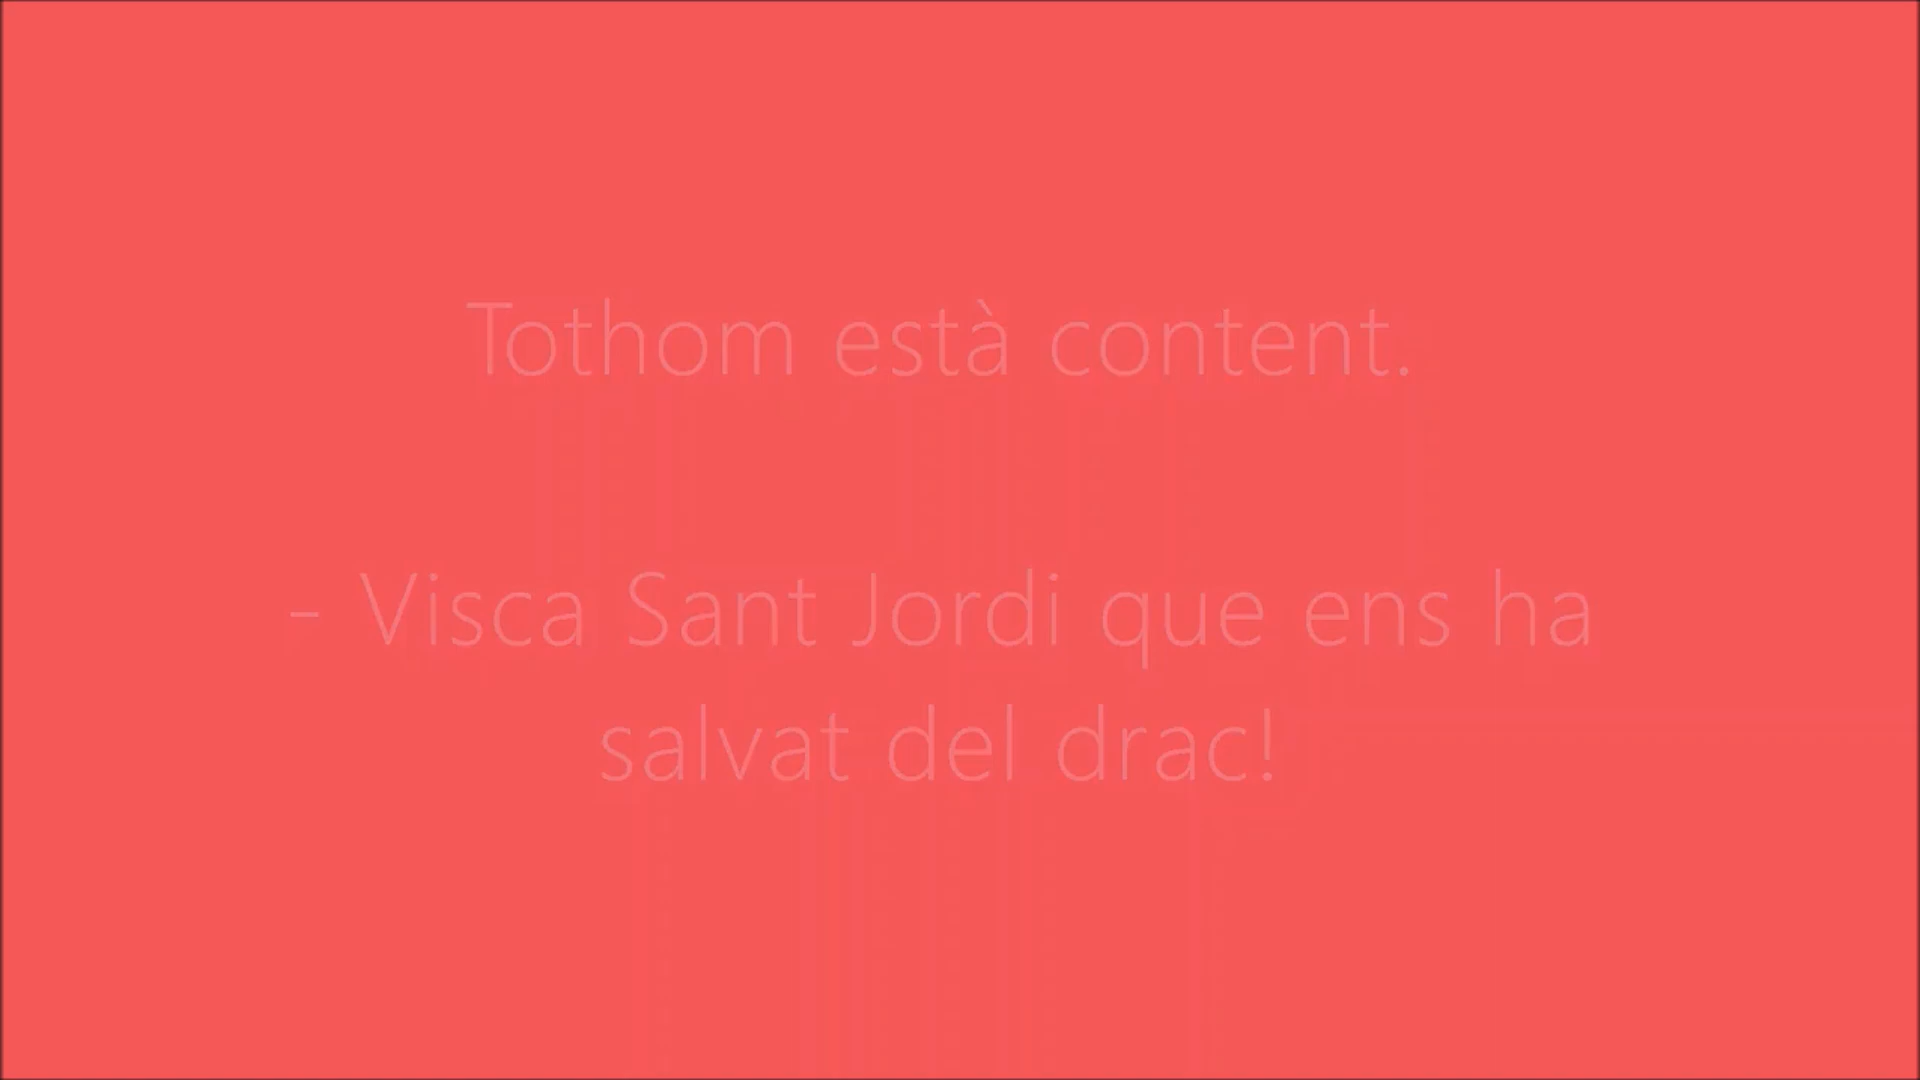 Tothom està content.
- Visca Sant Jordi que ens ha
salvat del drac!